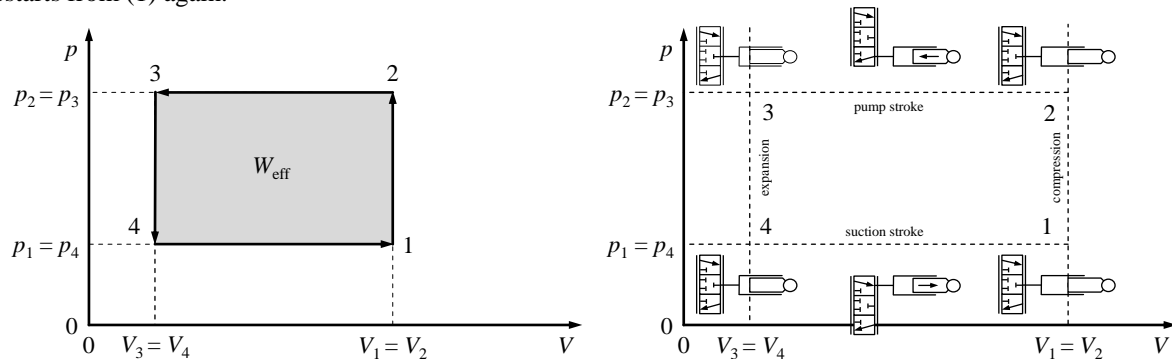 starts from (1) again.
p
3
2
p₂ = p₃
W_eff
4
1
p₁ = p₄
0
0
V₃ = V₄
V₁ = V₂
V
p
p₂ = p₃
3
pump stroke
2
expansion
compression
4
suction stroke
1
p₁ = p₄
0
0
V₃ = V₄
V₁ = V₂
V